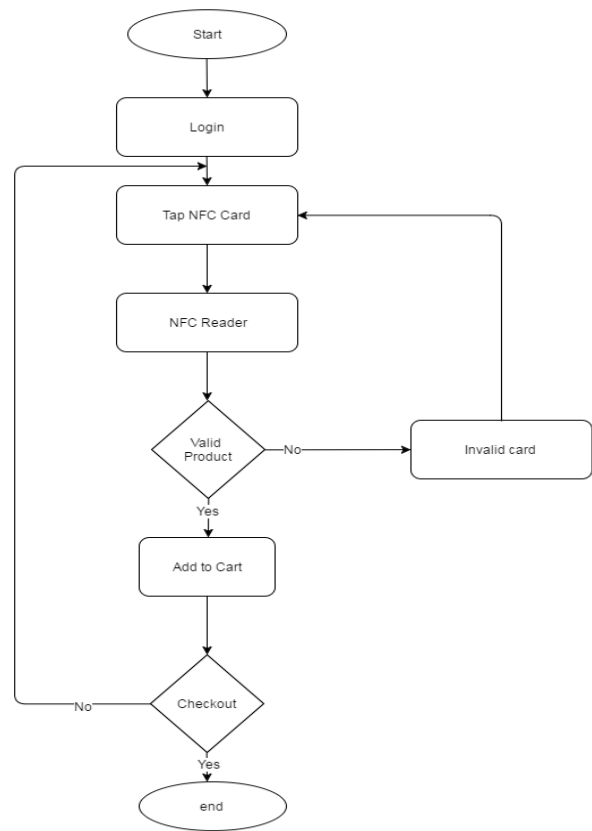 Start
Login
Tap NFC Card
NFC Reader
Valid
Product
No
Invalid card
Yes
Add to Cart
Checkout
No
Yes
end